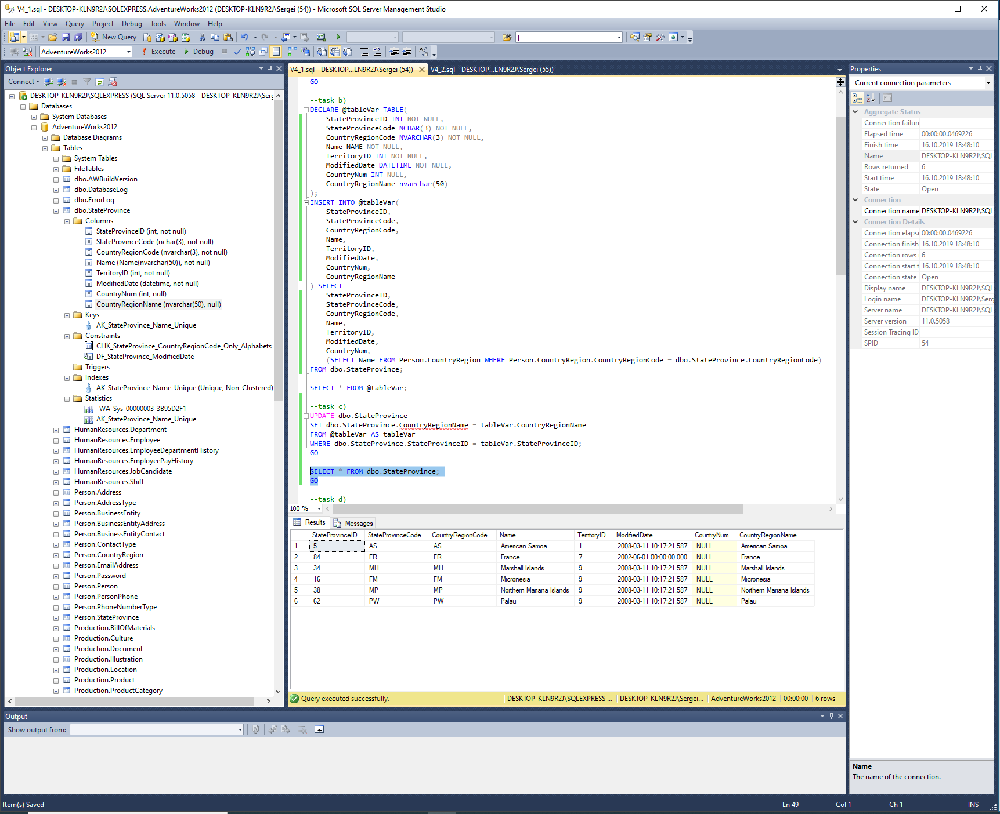 V4_1.sql - DESKTOP-KLN9R2J\SQLEXPRESS.AdventureWorks2012 (DESKTOP-KLN9R2J\Sergei (54)) - Microsoft SQL Server Management Studio
File Edit View Query Project Debug Tools Window Help
New Query ]
AdventureWorks2012 Execute Debug
Object Explorer
Connect
DESKTOP-KLN9R2J\SQLEXPRESS (SQL Server 11.0.5058 - DESKTOP-KLN9R2J\Serg
Databases
System Databases
AdventureWorks2012
Database Diagrams
Tables
System Tables
FileTables
dbo.AWBuildVersion
dbo.DatabaseLog
dbo.ErrorLog
dbo.StateProvince
Columns
StateProvinceID (int, not null)
StateProvinceCode (nchar(3), not null)
CountryRegionCode (nvarchar(3), not null)
Name (Name(nvarchar(50)), not null)
TerritoryID (int, not null)
ModifiedDate (datetime, not null)
CountryNum (int, null)
CountryRegionName (nvarchar(50), null)
Keys
AK_StateProvince_Name_Unique
Constraints
CHK_StateProvince_CountryRegionCode_Only_Alphabets
DF_StateProvince_ModifiedDate
Triggers
Indexes
AK_StateProvince_Name_Unique (Unique, Non-Clustered)
Statistics
_WA_Sys_00000003_3B95D2F1
AK_StateProvince_Name_Unique
HumanResources.Department
HumanResources.Employee
HumanResources.EmployeeDepartmentHistory
HumanResources.EmployeePayHistory
HumanResources.JobCandidate
HumanResources.Shift
Person.Address
Person.AddressType
Person.BusinessEntity
Person.BusinessEntityAddress
Person.BusinessEntityContact
Person.ContactType
Person.CountryRegion
Person.EmailAddress
Person.Password
Person.Person
Person.PersonPhone
Person.PhoneNumberType
Person.StateProvince
Production.BillOfMaterials
Production.Culture
Production.Document
Production.Illustration
Production.Location
Production.Product
Production.ProductCategory
V4_1.sql - DESKTOP...LN9R2J\Sergei (54)) V4_2.sql - DESKTOP...LN9R2J\Sergei (55))
GO
--task b)
DECLARE @tableVar TABLE(
StateProvinceID INT NOT NULL,
StateProvinceCode NCHAR(3) NOT NULL,
CountryRegionCode NVARCHAR(3) NOT NULL,
Name NAME NOT NULL,
TerritoryID INT NOT NULL,
ModifiedDate DATETIME NOT NULL,
CountryNum INT NULL,
CountryRegionName nvarchar(50)
);
INSERT INTO @tableVar(
StateProvinceID,
StateProvinceCode,
CountryRegionCode,
Name,
TerritoryID,
ModifiedDate,
CountryNum,
CountryRegionName
) SELECT
StateProvinceID,
StateProvinceCode,
CountryRegionCode,
Name,
TerritoryID,
ModifiedDate,
CountryNum,
(SELECT Name FROM Person.CountryRegion WHERE Person.CountryRegion.CountryRegionCode = dbo.StateProvince.CountryRegionCode)
FROM dbo.StateProvince;
SELECT * FROM @tableVar;
--task c)
UPDATE dbo.StateProvince
SET dbo.StateProvince.CountryRegionName = tableVar.CountryRegionName
FROM @tableVar AS tableVar
WHERE dbo.StateProvince.StateProvinceID = tableVar.StateProvinceID;
GO
SELECT * FROM dbo.StateProvince;
GO
--task d)
100 %
Results Messages
StateProvinceID StateProvinceCode CountryRegionCode Name TerritoryID ModifiedDate CountryNum CountryRegionName
1 5 AS AS American Samoa 1 2008-03-11 10:17:21.587 NULL American Samoa
2 84 FR FR France 7 2002-06-01 00:00:00.000 NULL France
3 34 MH MH Marshall Islands 9 2008-03-11 10:17:21.587 NULL Marshall Islands
4 16 FM FM Micronesia 9 2008-03-11 10:17:21.587 NULL Micronesia
5 38 MP MP Northern Mariana Islands 9 2008-03-11 10:17:21.587 NULL Northern Mariana Islands
6 62 PW PW Palau 9 2008-03-11 10:17:21.587 NULL Palau
Query executed successfully. DESKTOP-KLN9R2J\SQLEXPRESS ... DESKTOP-KLN9R2J\Sergei... AdventureWorks2012 00:00:00 6 rows
Properties
Current connection parameters
Aggregate Status
Connection failure
Elapsed time 00:00:00.0469226
Finish time 16.10.2019 18:48:10
Name DESKTOP-KLN9R2J\SQL
Rows returned 6
Start time 16.10.2019 18:48:10
State Open
Connection
Connection name DESKTOP-KLN9R2J\SQL
Connection Details
Connection elaps 00:00:00.0469226
Connection finish 16.10.2019 18:48:10
Connection rows 6
Connection start t 16.10.2019 18:48:10
Connection state Open
Display name DESKTOP-KLN9R2J\SQL
Login name DESKTOP-KLN9R2J\Serg
Server name DESKTOP-KLN9R2J\SQL
Server version 11.0.5058
Session Tracing ID
SPID 54
Name
The name of the connection.
Output
Show output from:
Item(s) Saved Ln 49 Col 1 Ch 1 INS